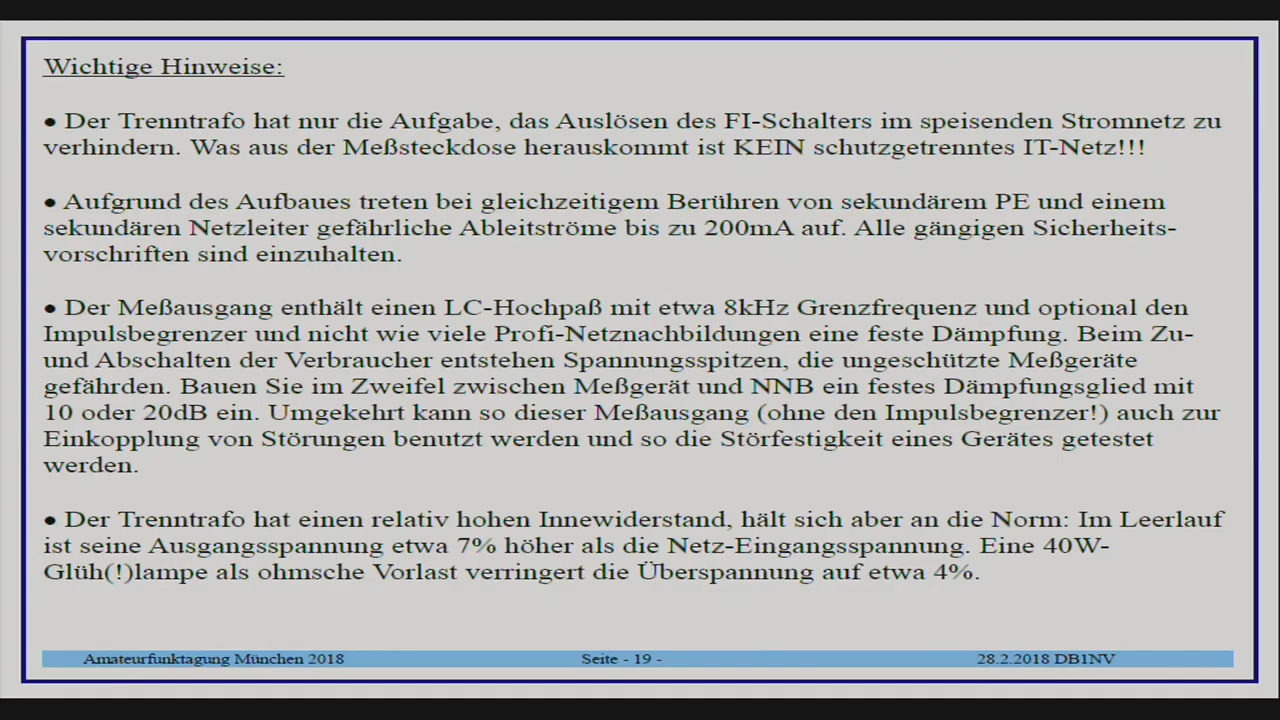 Wichtige Hinweise:
● Der Trenntrafo hat nur die Aufgabe, das Auslösen des FI-Schalters im speisenden Stromnetz zu
verhindern. Was aus der Meßsteckdose herauskommt ist KEIN schutzgetrenntes IT-Netz!!!
● Aufgrund des Aufbaues treten bei gleichzeitigem Berühren von sekundärem PE und einem
sekundären Netzleiter gefährliche Ableitströme bis zu 200mA auf. Alle gängigen Sicherheits-
vorschriften sind einzuhalten.
● Der Meßausgang enthält einen LC-Hochpaß mit etwa 8kHz Grenzfrequenz und optional den
Impulsbegrenzer und nicht wie viele Profi-Netznachbildungen eine feste Dämpfung. Beim Zu-
und Abschalten der Verbraucher entstehen Spannungsspitzen, die ungeschützte Meßgeräte
gefährden. Bauen Sie im Zweifel zwischen Meßgerät und NNB ein festes Dämpfungsglied mit
10 oder 20dB ein. Umgekehrt kann so dieser Meßausgang (ohne den Impulsbegrenzer!) auch zur
Einkopplung von Störungen benutzt werden und so die Störfestigkeit eines Gerätes getestet
werden.
● Der Trenntrafo hat einen relativ hohen Innewiderstand, hält sich aber an die Norm: Im Leerlauf
ist seine Ausgangsspannung etwa 7% höher als die Netz-Eingangsspannung. Eine 40W-
Glüh(!)lampe als ohmsche Vorlast verringert die Überspannung auf etwa 4%.
Amateurfunktagung München 2018 Seite - 19 - 28.2.2018 DB1NV